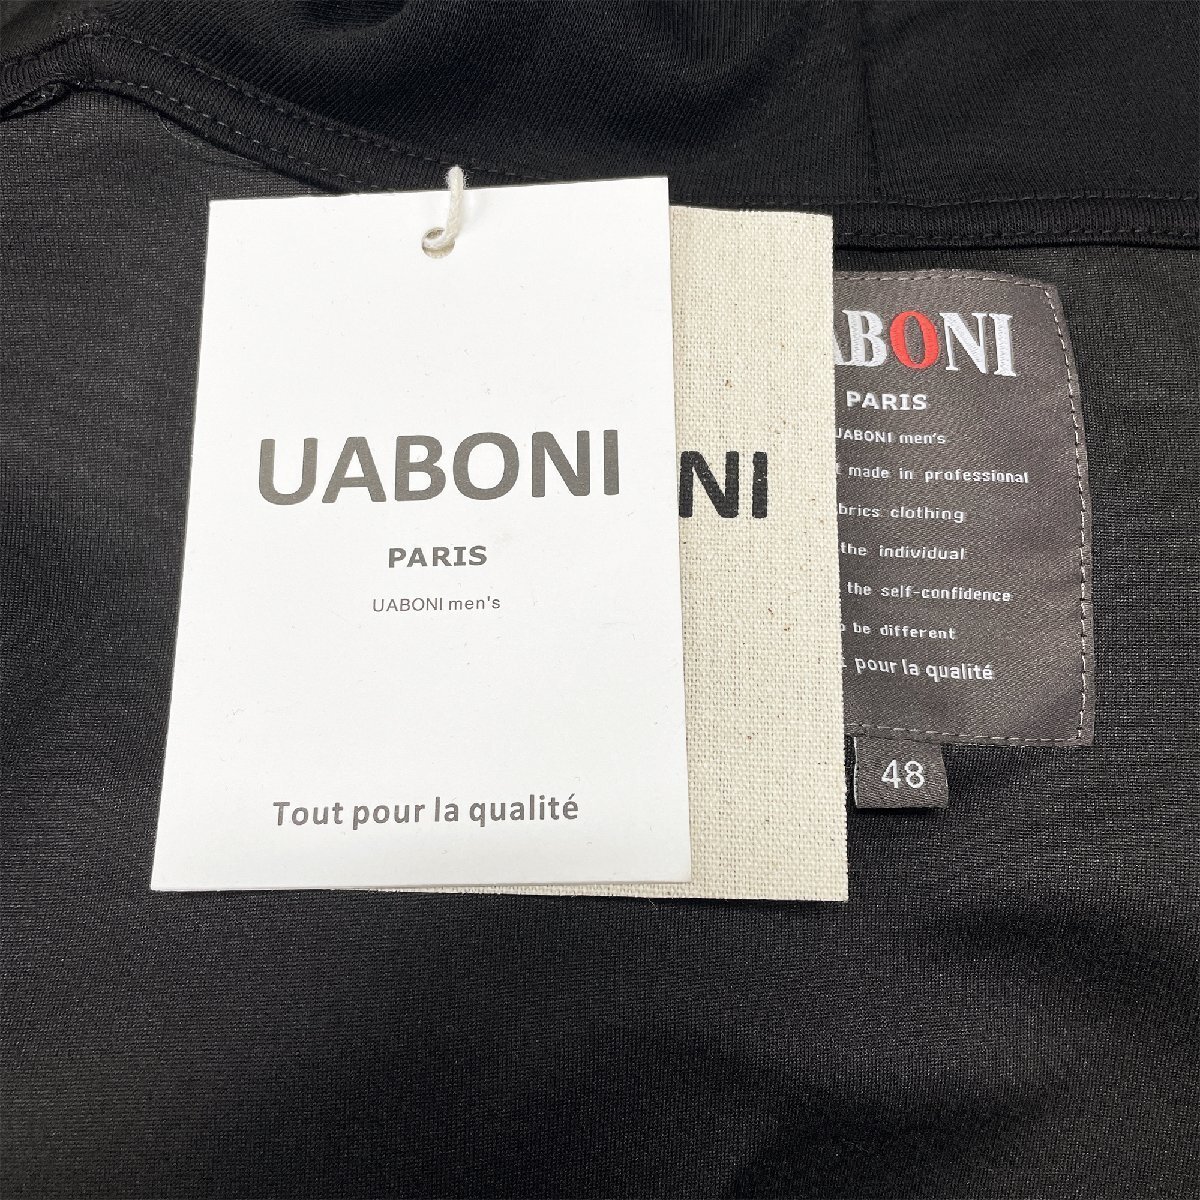 UABONI
PARIS
UABONI men's
Tout pour la qualité
NI
ABONI
PARIS
UABONI men's
made in professional
clothing
the individual
the self-confidence
be different
pour la qualité
48